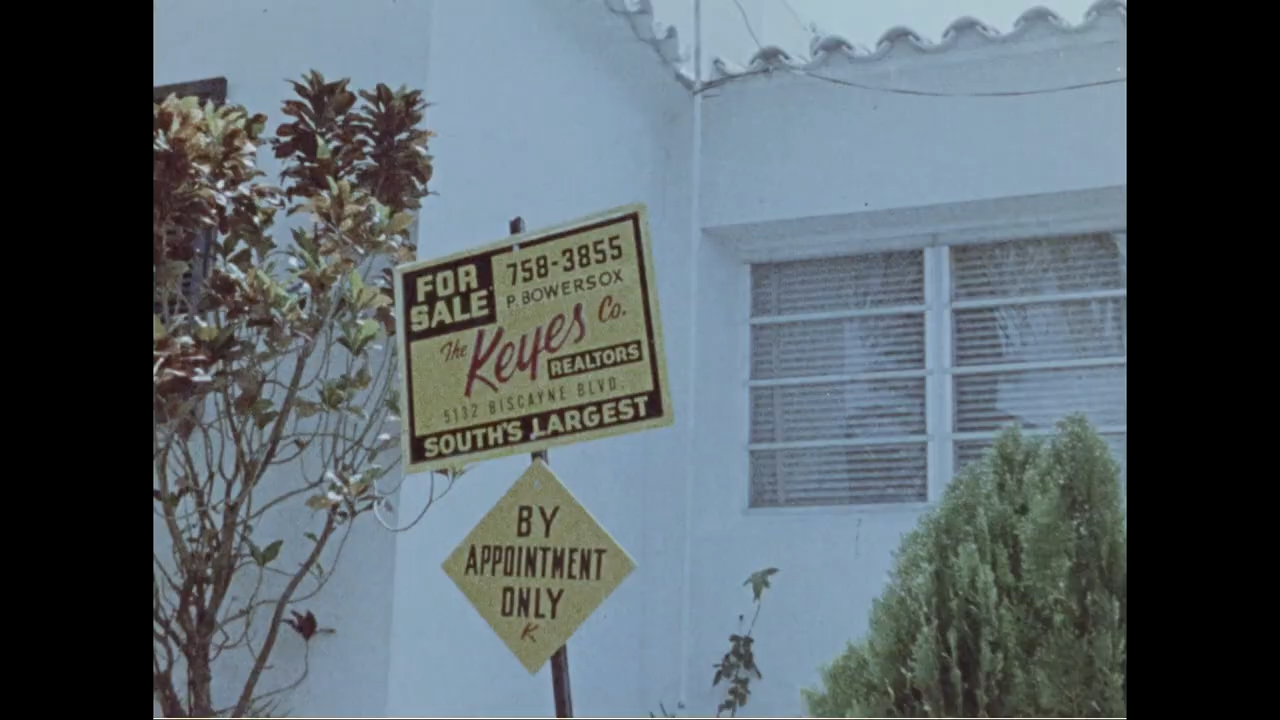 FOR SALE
758-3855
P. BOWERSOX
The Keyes Co.
REALTORS
5132 BISCAYNE BLVD.
SOUTH'S LARGEST
BY
APPOINTMENT
ONLY
K